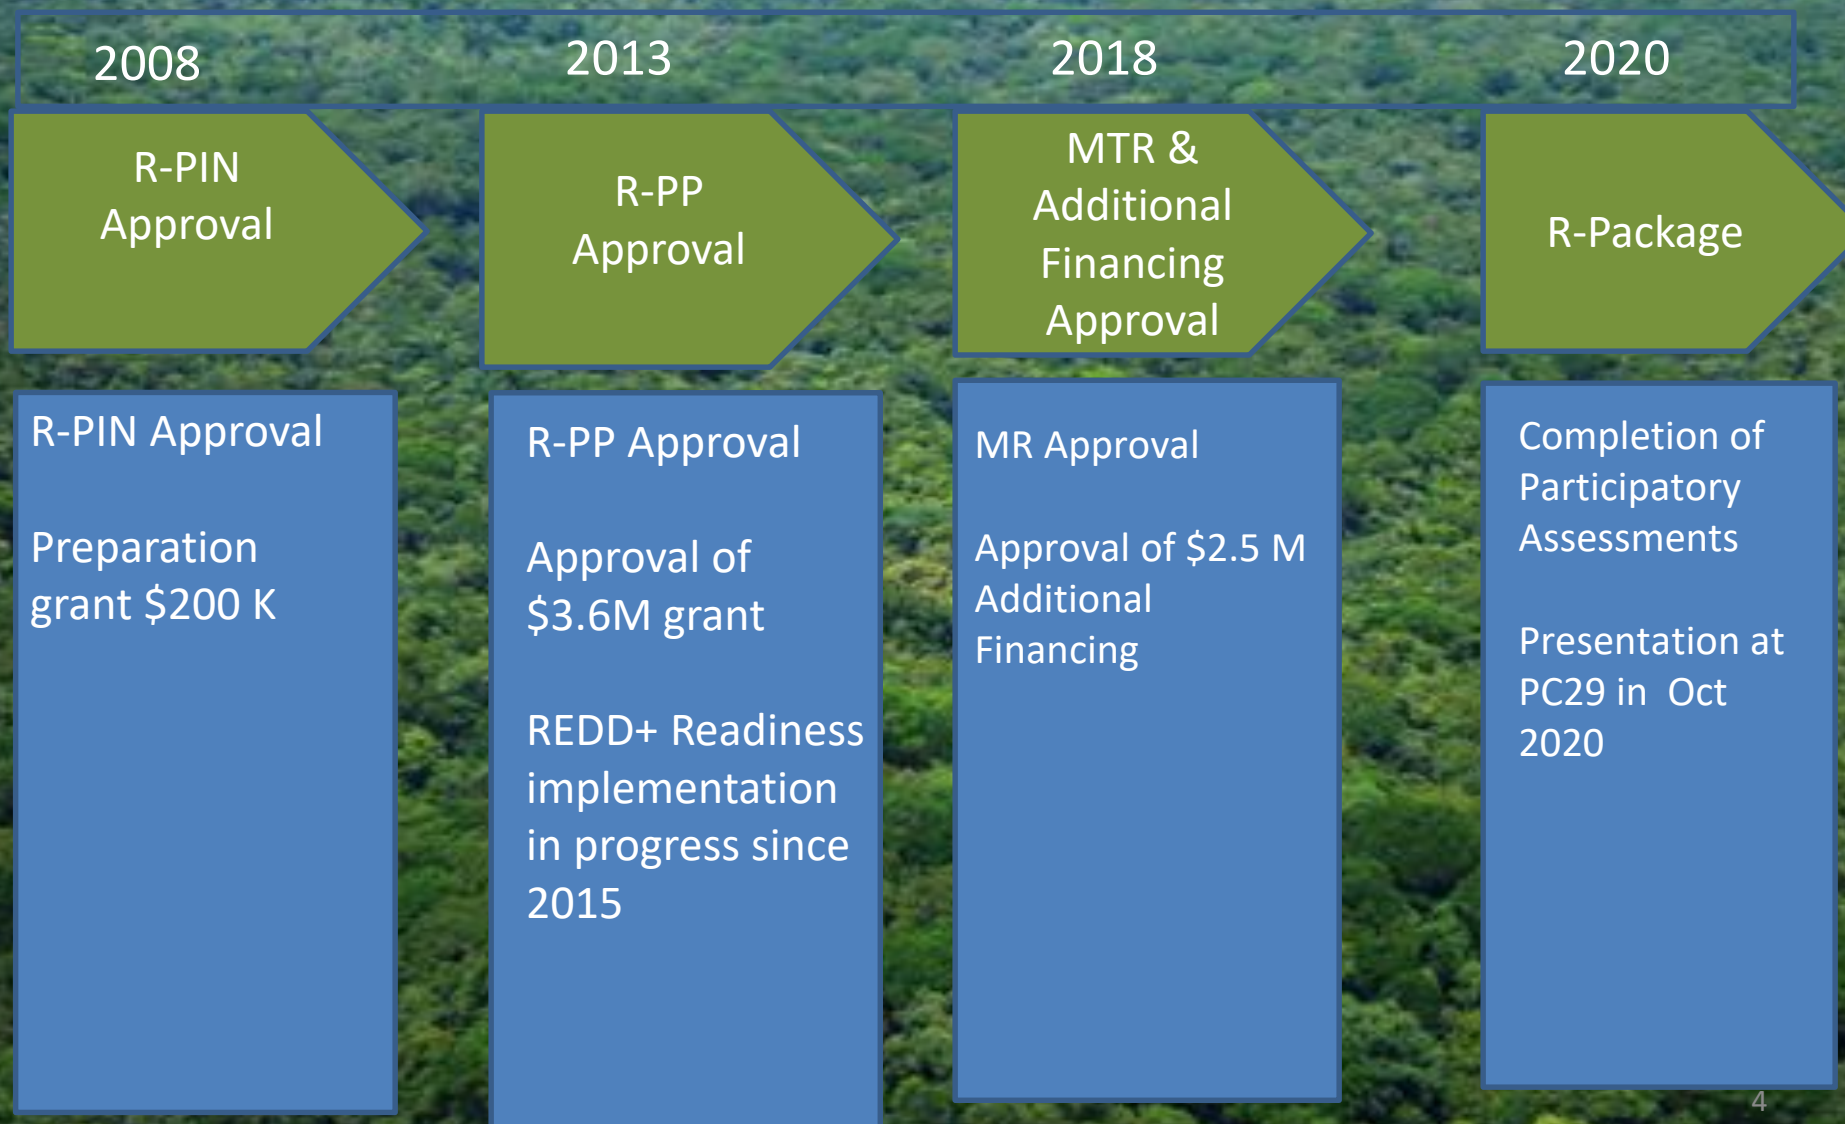 2008
2013
2018
2020
R-PIN
Approval
R-PP
Approval
MTR &
Additional
Financing
Approval
R-Package
R-PIN Approval
Preparation
grant $200 K
R-PP Approval
Approval of
$3.6M grant
REDD+ Readiness
implementation
in progress since
2015
MR Approval
Approval of $2.5 M
Additional
Financing
Completion of
Participatory
Assessments
Presentation at
PC29 in  Oct
2020
4